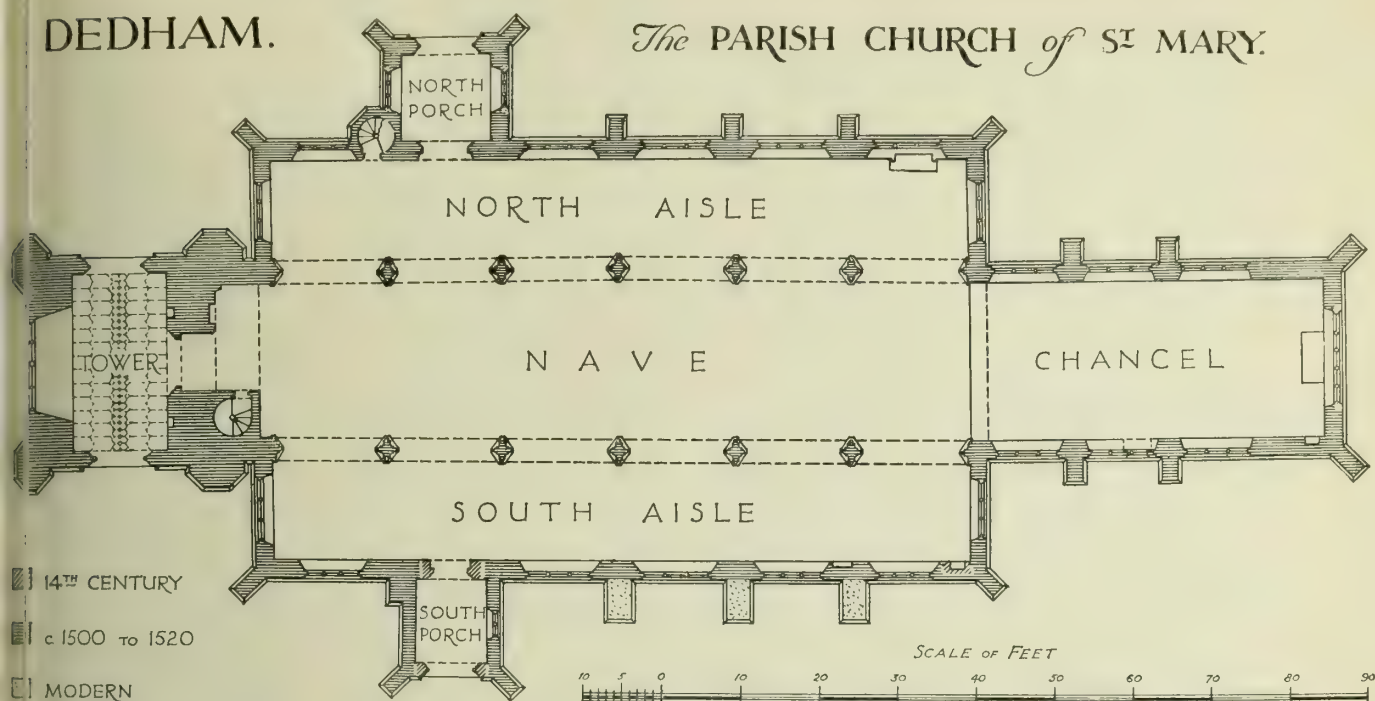 DEDHAM.
The PARISH CHURCH of ST MARY.
NORTH
PORCH
NORTH AISLE
TOWER
NAVE
CHANCEL
SOUTH AISLE
SOUTH
PORCH
14TH CENTURY
c 1500 TO 1520
MODERN
SCALE OF FEET
10 5 0 10 20 30 40 50 60 70 80 90